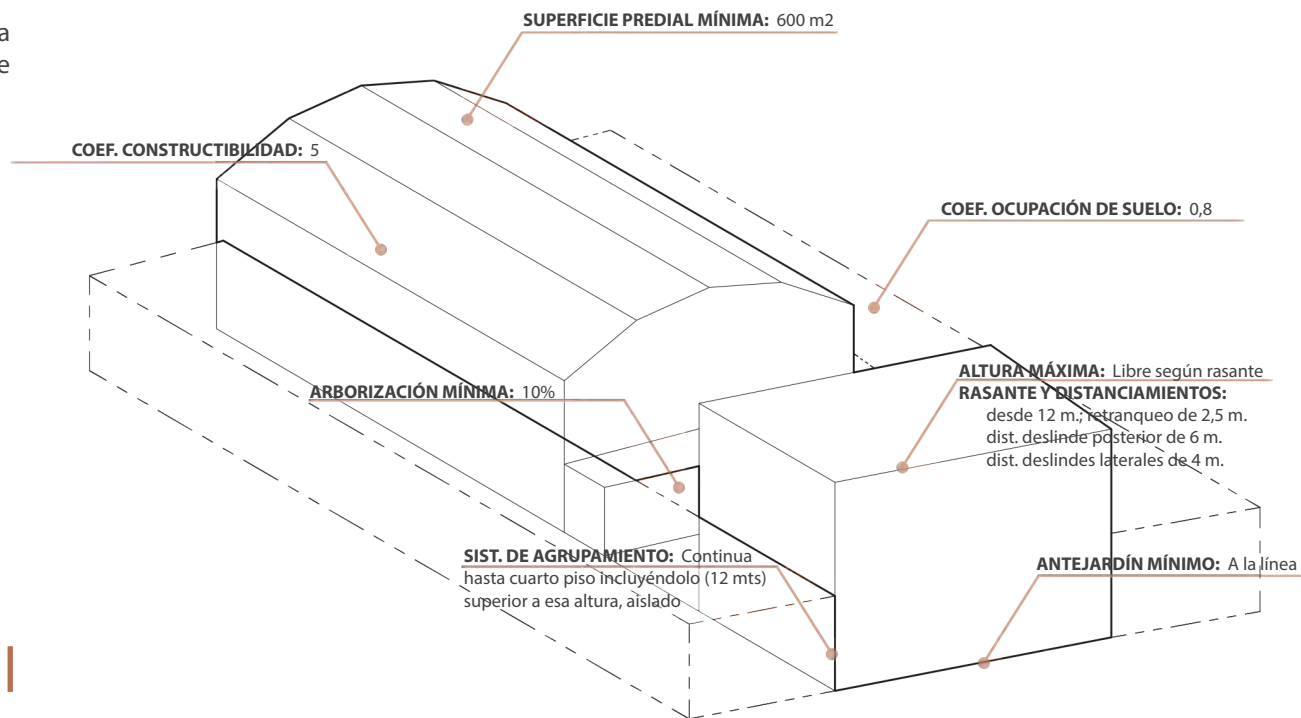 a
e
SUPERFICIE PREDIAL MÍNIMA: 600 m2
COEF. CONSTRUCTIBILIDAD: 5
COEF. OCUPACIÓN DE SUELO: 0,8
ALTURA MÁXIMA: Libre según rasante
RASANTE Y DISTANCIAMIENTOS:
desde 12 m.; retranqueo de 2,5 m.
dist. deslinde posterior de 6 m.
dist. deslindes laterales de 4 m.
ARBORIZACIÓN MÍNIMA: 10%
SIST. DE AGRUPAMIENTO: Continua
hasta cuarto piso incluyéndolo (12 mts)
superior a esa altura, aislado
ANTEJARDÍN MÍNIMO: A la línea